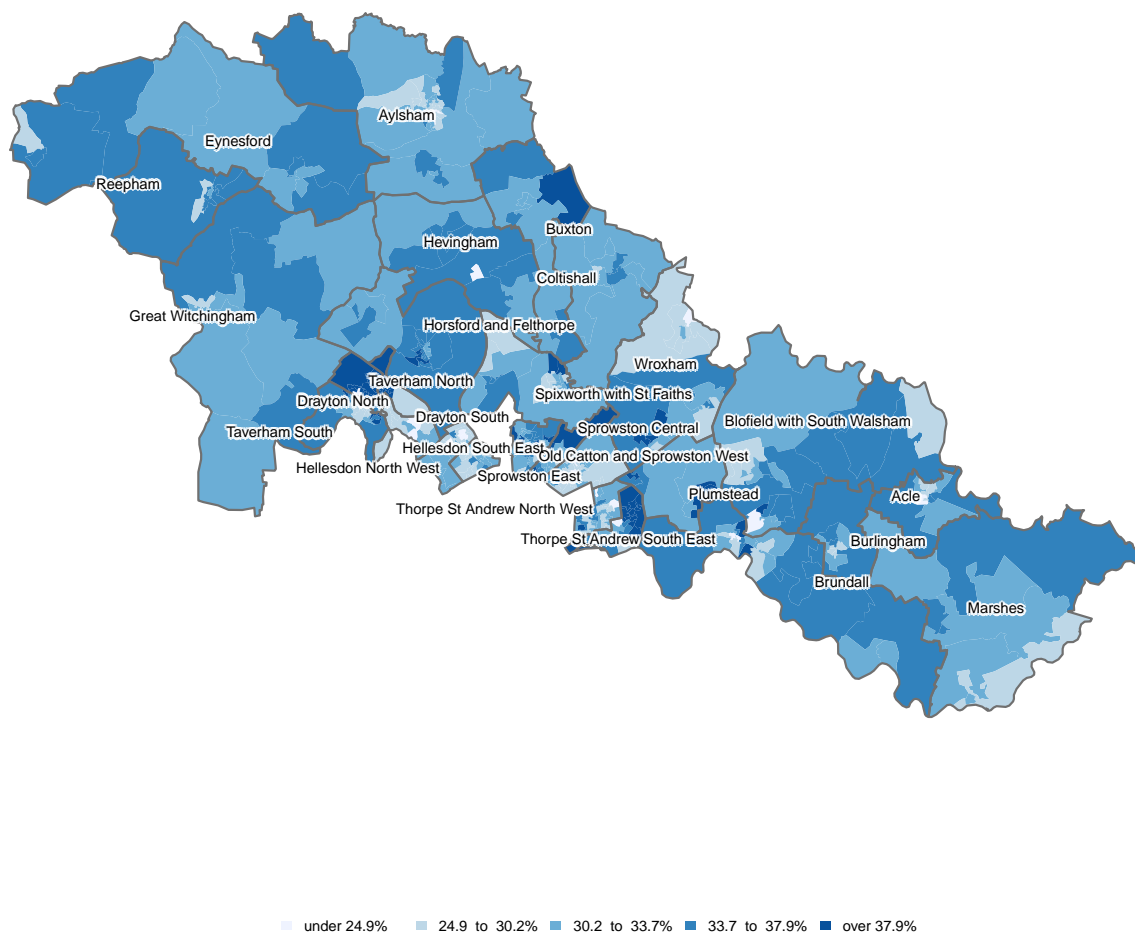 Aylsham
Eynesford
Reepham
Buxton
Hevingham
Coltishall
Great Witchingham
Horsford and Felthorpe
Wroxham
Taverham North
Spixworth with St Faiths
Drayton North
Drayton South
Blofield with South Walsham
Sprowston Central
Taverham South
Hellesdon South East
Old Catton and Sprowston West
Hellesdon North West
Sprowston East
Plumstead
Acle
Thorpe St Andrew North West
Thorpe St Andrew South East
Burlingham
Brundall
Marshes
under 24.9% 24.9 to 30.2% 30.2 to 33.7% 33.7 to 37.9% over 37.9%